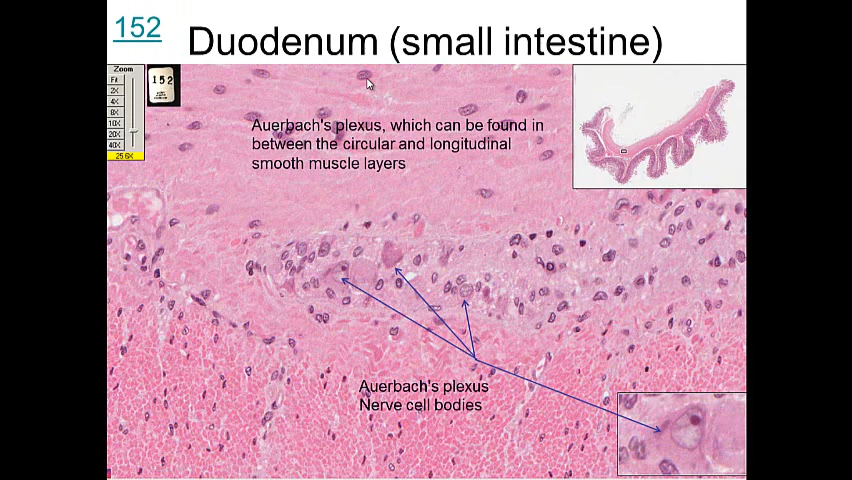 152
Duodenum (small intestine)
Zoom
Fit
2X
4X
8X
10X
20X
40X
25.6X
152
Auerbach's plexus, which can be found in
between the circular and longitudinal
smooth muscle layers
Auerbach's plexus
Nerve cell bodies